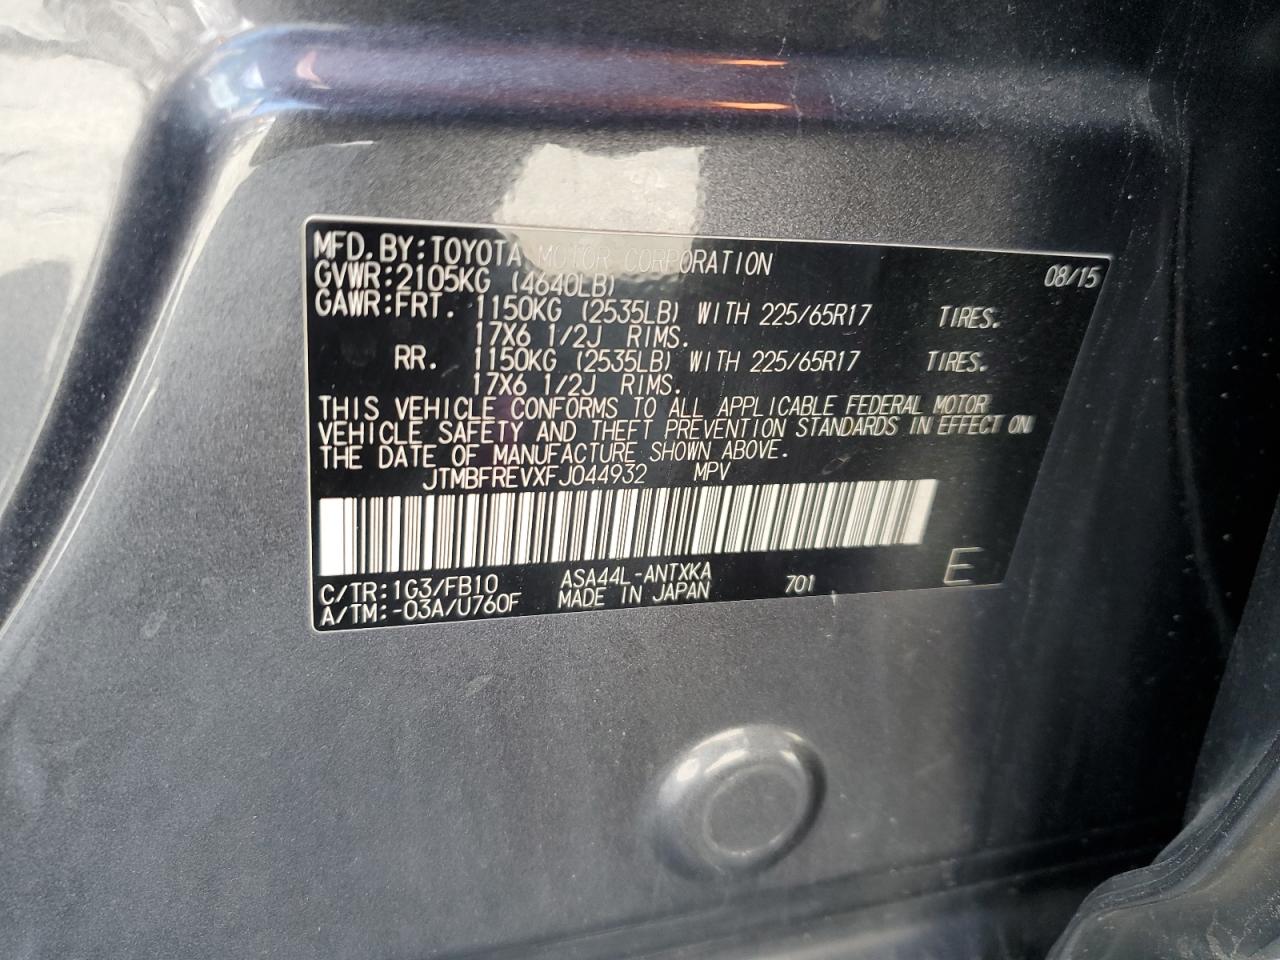 MFD. BY: TOYOTA MOTOR CORPORATION 08/15
GVWR: 2105KG (4640LB)
GAWR: FRT. 1150KG (2535LB) WITH 225/65R17 TIRES.
17X6 1/2J RIMS.
RR. 1150KG (2535LB) WITH 225/65R17 TIRES.
17X6 1/2J RIMS.
THIS VEHICLE CONFORMS TO ALL APPLICABLE FEDERAL MOTOR
VEHICLE SAFETY AND THEFT PREVENTION STANDARDS IN EFFECT ON
THE DATE OF MANUFACTURE SHOWN ABOVE.
JTMBFREVXFJ044932 MPV
C/TR: 1G3/FB10 ASA44L-ANTXKA 701 E
A/TM: -03A/U760F MADE IN JAPAN